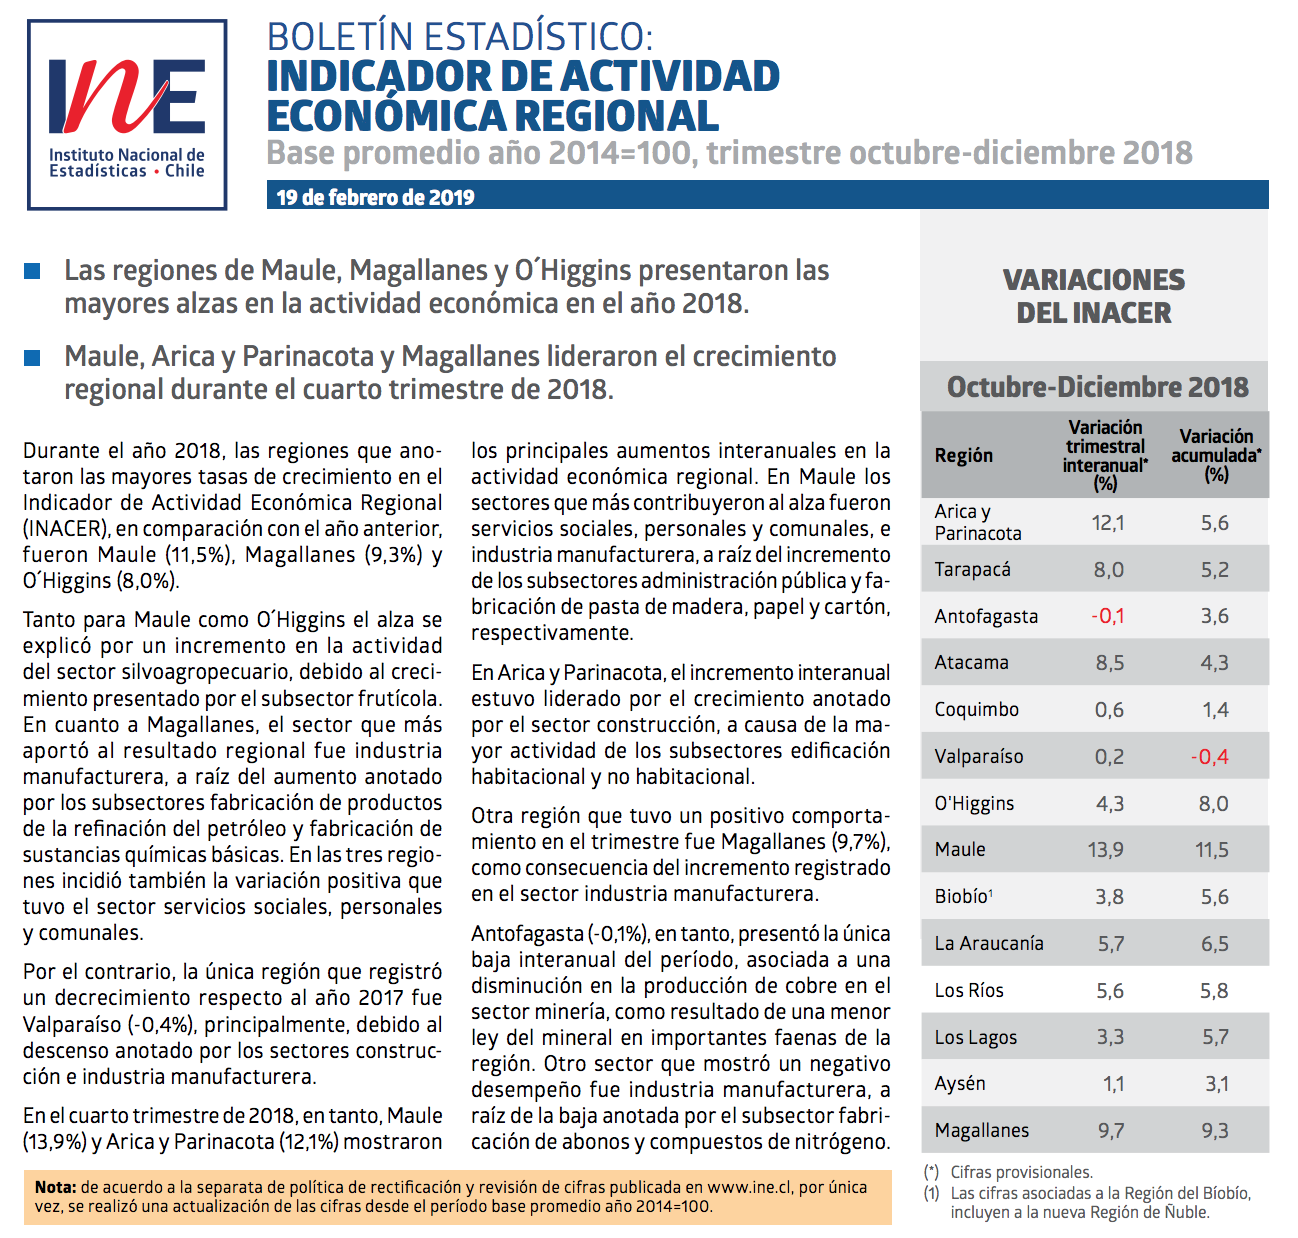 INE
Instituto Nacional de
Estadísticas • Chile
BOLETÍN ESTADÍSTICO:
INDICADOR DE ACTIVIDAD
ECONÓMICA REGIONAL
Base promedio año 2014=100, trimestre octubre-diciembre 2018
19 de febrero de 2019
Las regiones de Maule, Magallanes y O´Higgins presentaron las
mayores alzas en la actividad económica en el año 2018.
Maule, Arica y Parinacota y Magallanes lideraron el crecimiento
regional durante el cuarto trimestre de 2018.
Durante el año 2018, las regiones que ano-
taron las mayores tasas de crecimiento en el
Indicador de Actividad Económica Regional
(INACER), en comparación con el año anterior,
fueron Maule (11,5%), Magallanes (9,3%) y
O´Higgins (8,0%).
Tanto para Maule como O´Higgins el alza se
explicó por un incremento en la actividad
del sector silvoagropecuario, debido al creci-
miento presentado por el subsector frutícola.
En cuanto a Magallanes, el sector que más
aportó al resultado regional fue industria
manufacturera, a raíz del aumento anotado
por los subsectores fabricación de productos
de la refinación del petróleo y fabricación de
sustancias químicas básicas. En las tres regio-
nes incidió también la variación positiva que
tuvo el sector servicios sociales, personales
y comunales.
Por el contrario, la única región que registró
un decrecimiento respecto al año 2017 fue
Valparaíso (-0,4%), principalmente, debido al
descenso anotado por los sectores construc-
ción e industria manufacturera.
En el cuarto trimestre de 2018, en tanto, Maule
(13,9%) y Arica y Parinacota (12,1%) mostraron
los principales aumentos interanuales en la
actividad económica regional. En Maule los
sectores que más contribuyeron al alza fueron
servicios sociales, personales y comunales, e
industria manufacturera, a raíz del incremento
de los subsectores administración pública y fa-
bricación de pasta de madera, papel y cartón,
respectivamente.
En Arica y Parinacota, el incremento interanual
estuvo liderado por el crecimiento anotado
por el sector construcción, a causa de la ma-
yor actividad de los subsectores edificación
habitacional y no habitacional.
Otra región que tuvo un positivo comporta-
miento en el trimestre fue Magallanes (9,7%),
como consecuencia del incremento registrado
en el sector industria manufacturera.
Antofagasta (-0,1%), en tanto, presentó la única
baja interanual del período, asociada a una
disminución en la producción de cobre en el
sector minería, como resultado de una menor
ley del mineral en importantes faenas de la
región. Otro sector que mostró un negativo
desempeño fue industria manufacturera, a
raíz de la baja anotada por el subsector fabri-
cación de abonos y compuestos de nitrógeno.
Nota: de acuerdo a la separata de política de rectificación y revisión de cifras publicada en www.ine.cl, por única
vez, se realizó una actualización de las cifras desde el período base promedio año 2014=100.
VARIACIONES
DEL INACER
Octubre-Diciembre 2018
Región
Variación
trimestral
interanual*
(%)
Variación
acumulada*
(%)
Arica y
Parinacota 12,1 5,6
Tarapacá 8,0 5,2
Antofagasta -0,1 3,6
Atacama 8,5 4,3
Coquimbo 0,6 1,4
Valparaíso 0,2 -0,4
O'Higgins 4,3 8,0
Maule 13,9 11,5
Biobío¹ 3,8 5,6
La Araucanía 5,7 6,5
Los Ríos 5,6 5,8
Los Lagos 3,3 5,7
Aysén 1,1 3,1
Magallanes 9,7 9,3
(*) Cifras provisionales.
(1) Las cifras asociadas a la Región del Bíobío,
incluyen a la nueva Región de Ñuble.